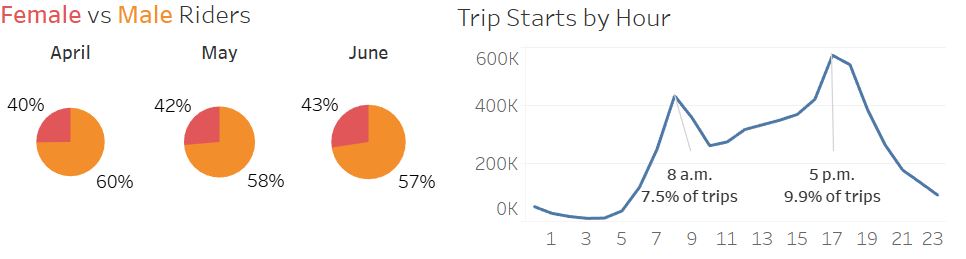 Female vs Male Riders
April
May
June
40%
60%
42%
58%
43%
57%
Trip Starts by Hour
600K
400K
200K
0K
8 a.m.
7.5% of trips
5 p.m.
9.9% of trips
1 3 5 7 9 11 13 15 17 19 21 23